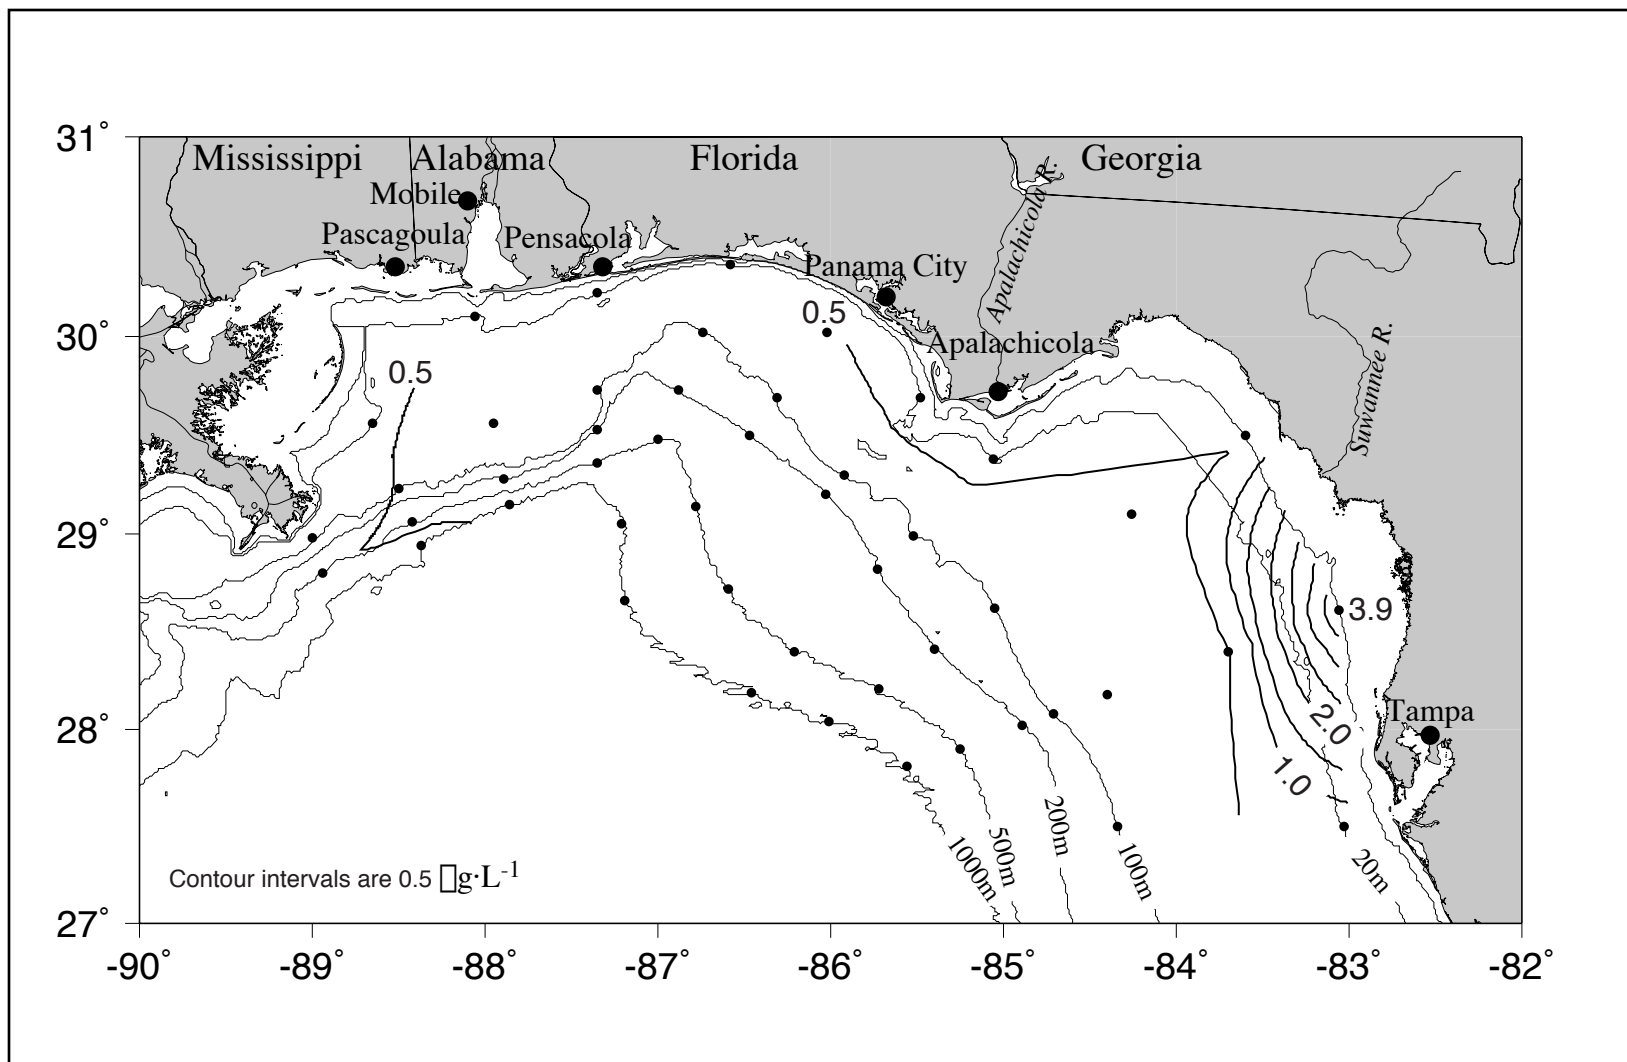 31°
Mississippi Alabama Florida Georgia
Mobile
Pascagoula Pensacola
Panama City
Apalachicola R.
Suwannee R.
0.5
30°
Apalachicola
0.5
29°
3.9
28°
2.0
Tampa
1.0
1000m
500m
200m
100m
20m
Contour intervals are 0.5 □g·L-1
27°
-90° -89° -88° -87° -86° -85° -84° -83° -82°